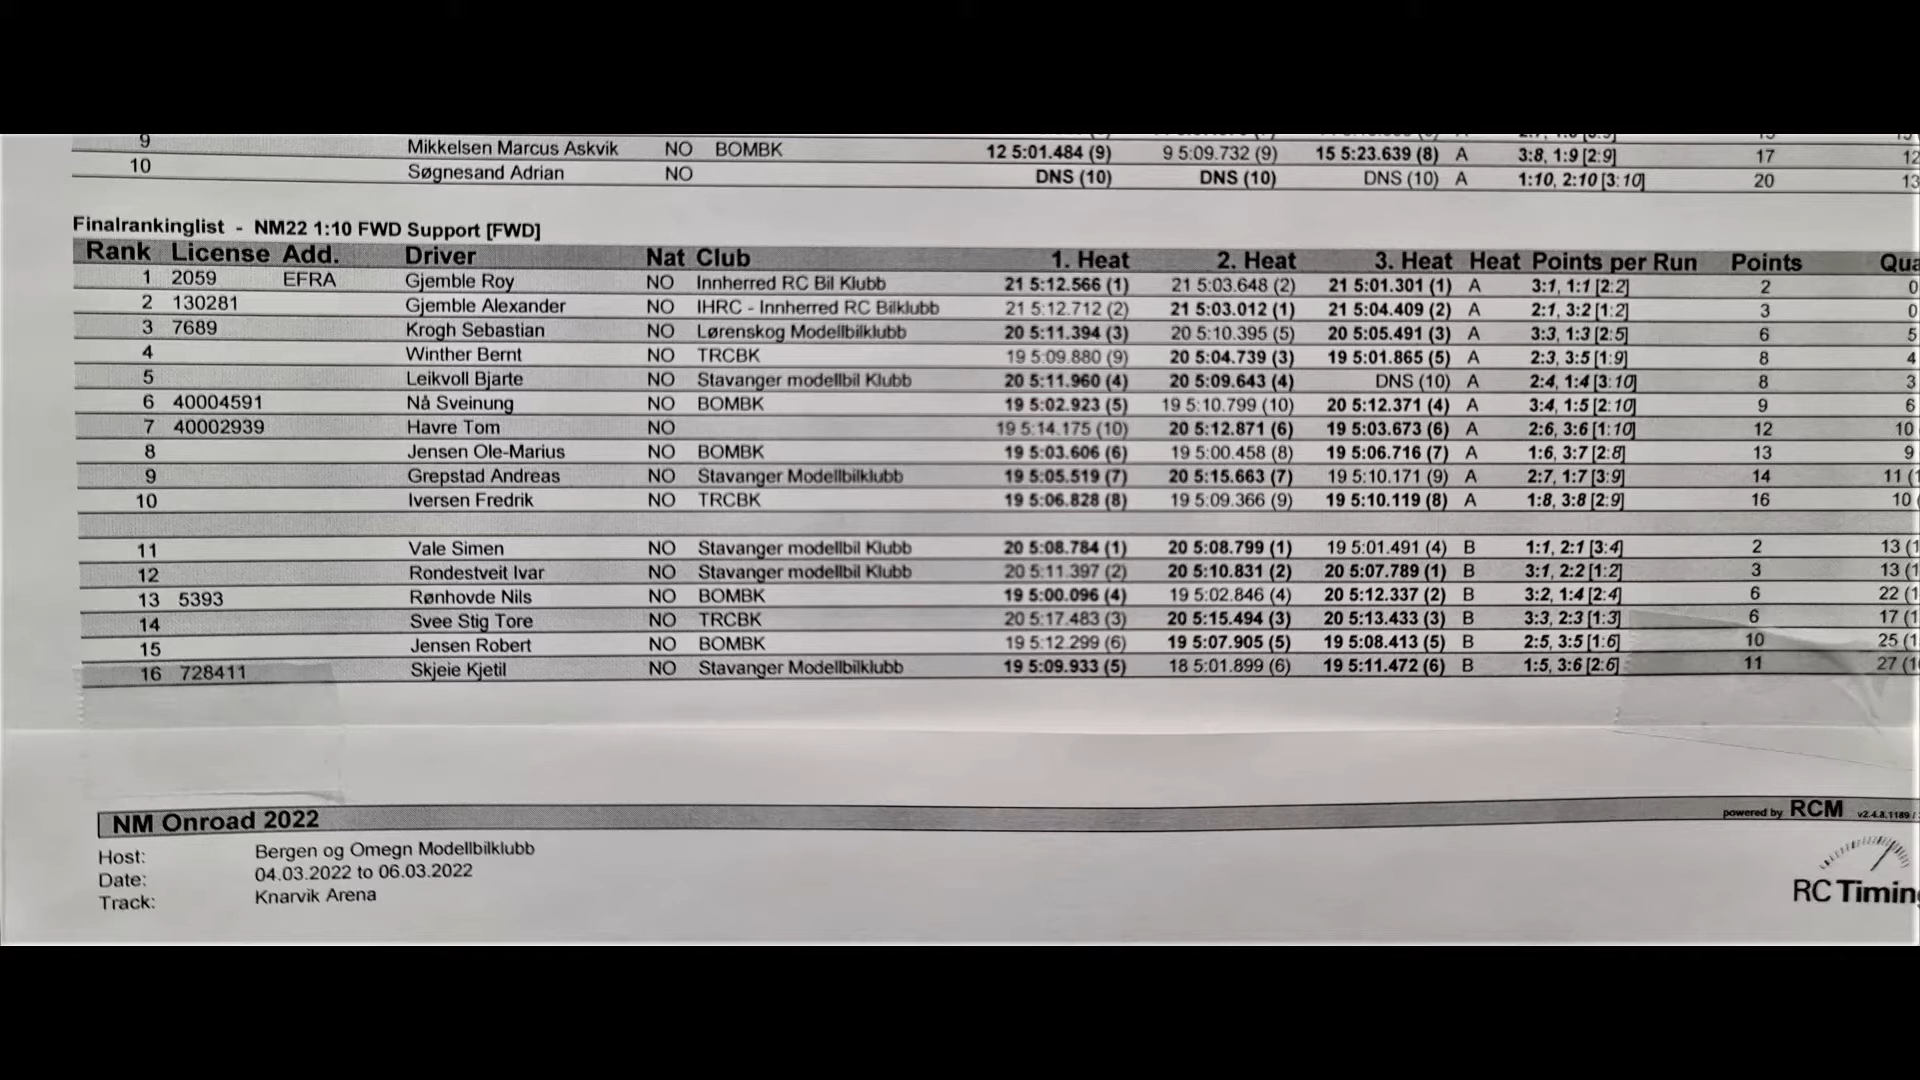 9 Mikkelsen Marcus Askvik NO BOMBK 12 5:01.484 (9) 9 5:09.732 (9) 15 5:23.639 (8) A 3:8, 1:9 [2:9] 17 12
10 Søgnesand Adrian NO DNS (10) DNS (10) DNS (10) A 1:10, 2:10 [3:10] 20 13
Finalrankinglist - NM22 1:10 FWD Support [FWD]
Rank License Add. Driver Nat Club 1. Heat 2. Heat 3. Heat Heat Points per Run Points Qua
1 2059 EFRA Gjemble Roy NO Innherred RC Bil Klubb 21 5:12.566 (1) 21 5:03.648 (2) 21 5:01.301 (1) A 3:1, 1:1 [2:2] 2 0
2 130281 Gjemble Alexander NO IHRC - Innherred RC Bilklubb 21 5:12.712 (2) 21 5:03.012 (1) 21 5:04.409 (2) A 2:1, 3:2 [1:2] 3 0
3 7689 Krogh Sebastian NO Lørenskog Modellbilklubb 20 5:11.394 (3) 20 5:10.395 (5) 20 5:05.491 (3) A 3:3, 1:3 [2:5] 6 5
4 Winther Bernt NO TRCBK 19 5:09.880 (9) 20 5:04.739 (3) 19 5:01.865 (5) A 2:3, 3:5 [1:9] 8 4
5 Leikvoll Bjarte NO Stavanger modellbil Klubb 20 5:11.960 (4) 20 5:09.643 (4) DNS (10) A 2:4, 1:4 [3:10] 8 3
6 40004591 Nå Sveinung NO BOMBK 19 5:02.923 (5) 19 5:10.799 (10) 20 5:12.371 (4) A 3:4, 1:5 [2:10] 9 6
7 40002939 Havre Tom NO 19 5:14.175 (10) 20 5:12.871 (6) 19 5:03.673 (6) A 2:6, 3:6 [1:10] 12 10
8 Jensen Ole-Marius NO BOMBK 19 5:03.606 (6) 19 5:00.458 (8) 19 5:06.716 (7) A 1:6, 3:7 [2:8] 13 9
9 Grepstad Andreas NO Stavanger Modellbilklubb 19 5:05.519 (7) 20 5:15.663 (7) 19 5:10.171 (9) A 2:7, 1:7 [3:9] 14 11 (1
10 Iversen Fredrik NO TRCBK 19 5:06.828 (8) 19 5:09.366 (9) 19 5:10.119 (8) A 1:8, 3:8 [2:9] 16 10 (
11 Vale Simen NO Stavanger modellbil Klubb 20 5:08.784 (1) 20 5:08.799 (1) 19 5:01.491 (4) B 1:1, 2:1 [3:4] 2 13 (1
12 Rondestveit Ivar NO Stavanger modellbil Klubb 20 5:11.397 (2) 20 5:10.831 (2) 20 5:07.789 (1) B 3:1, 2:2 [1:2] 3 13 (1
13 5393 Rønhovde Nils NO BOMBK 19 5:00.096 (4) 19 5:02.846 (4) 20 5:12.337 (2) B 3:2, 1:4 [2:4] 6 22 (1
14 Svee Stig Tore NO TRCBK 20 5:17.483 (3) 20 5:15.494 (3) 20 5:13.433 (3) B 3:3, 2:3 [1:3] 6 17 (1
15 Jensen Robert NO BOMBK 19 5:12.299 (6) 19 5:07.905 (5) 19 5:08.413 (5) B 2:5, 3:5 [1:6] 10 25 (1
16 728411 Skjeie Kjetil NO Stavanger Modellbilklubb 19 5:09.933 (5) 18 5:01.899 (6) 19 5:11.472 (6) B 1:5, 3:6 [2:6] 11 27 (1
NM Onroad 2022 powered by RCM v2.4.8.1189 /
Host: Bergen og Omegn Modellbilklubb
Date: 04.03.2022 to 06.03.2022
Track: Knarvik Arena
RC Timing